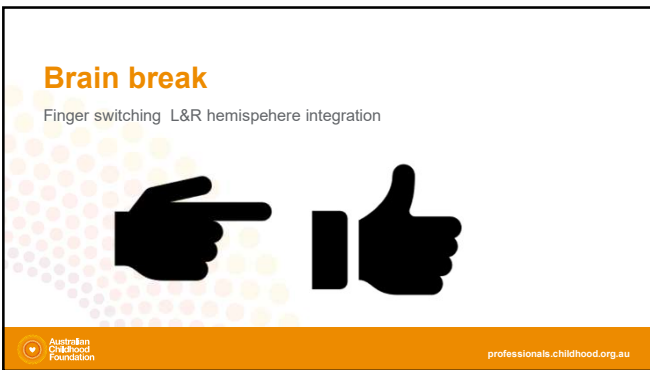 Brain break
Finger switching  L&R hemispehere integration
Australian
Childhood
Foundation
professionals.childhood.org.au